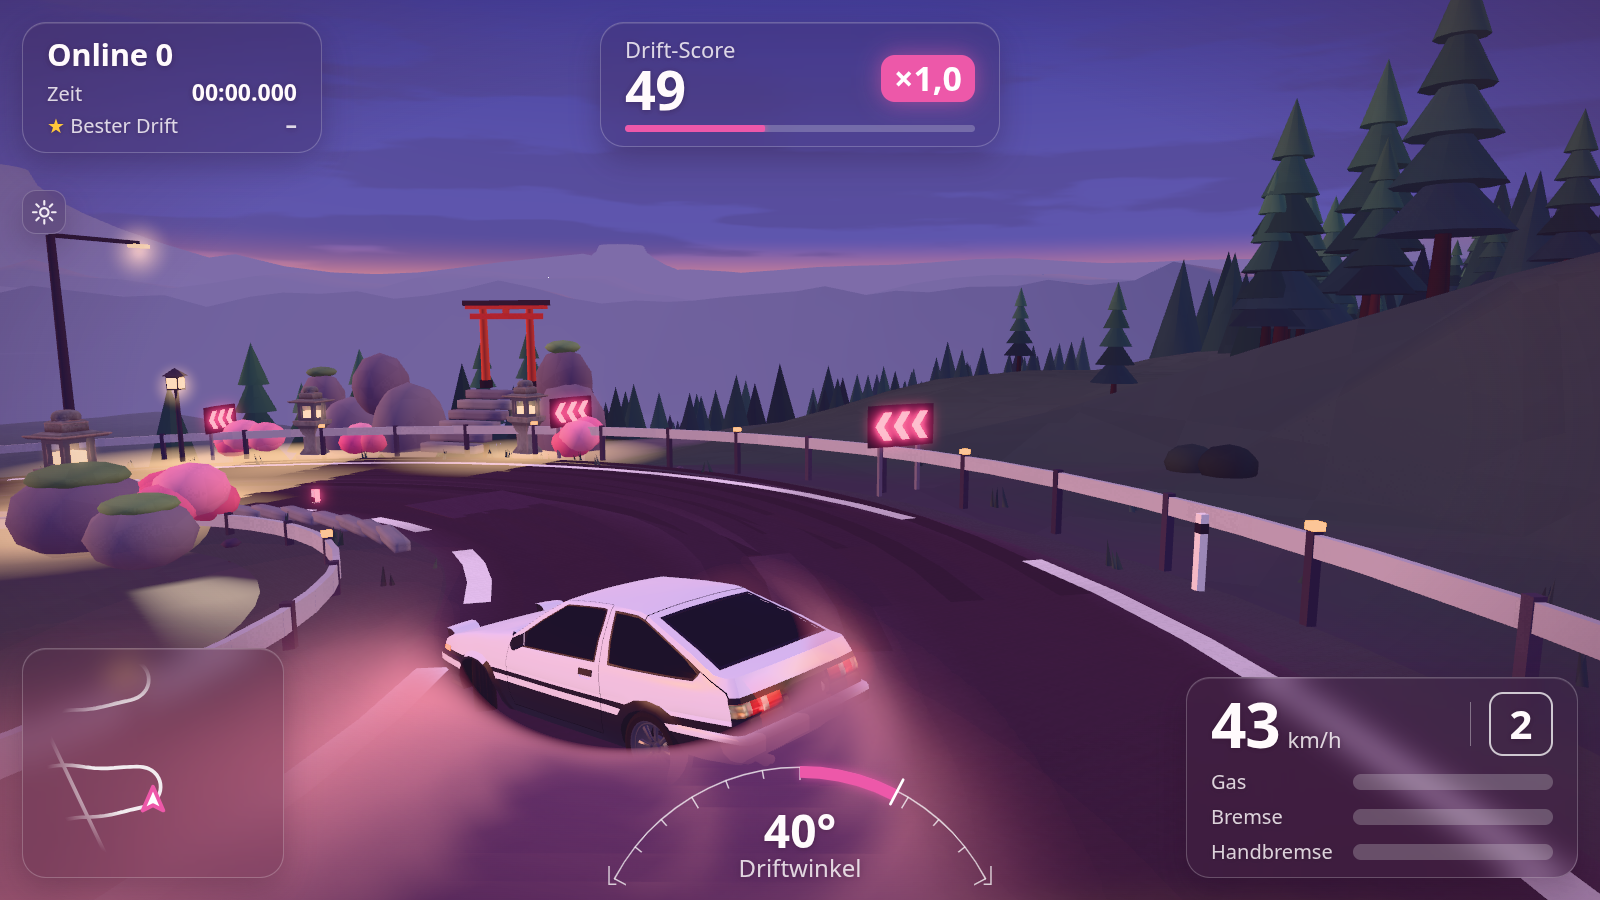 Online 0
Zeit 00:00.000
★ Bester Drift –
Drift-Score
49
×1,0
40°
Driftwinkel
43 km/h
2
Gas
Bremse
Handbremse